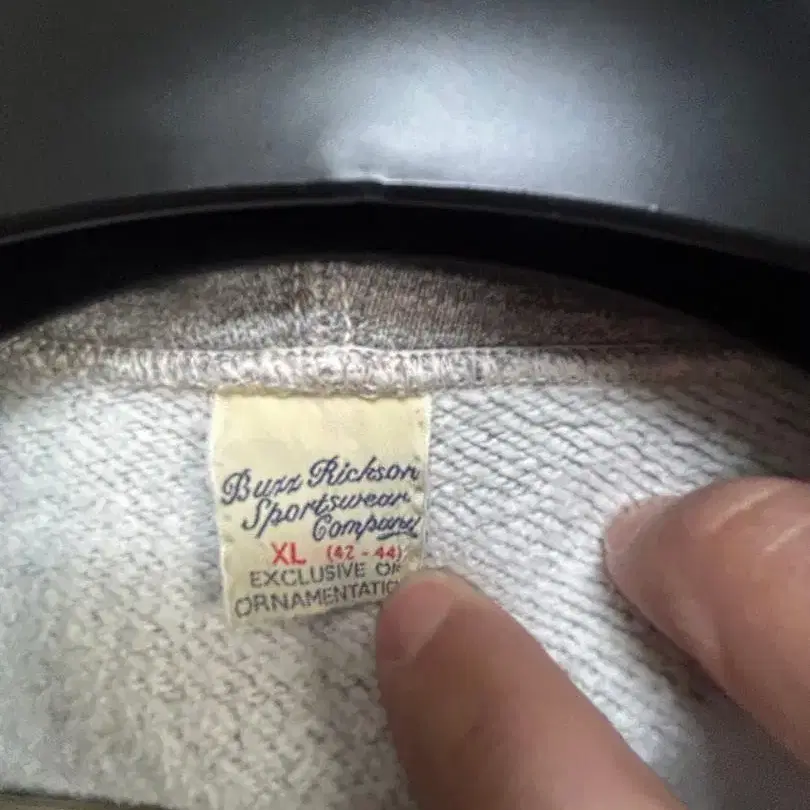 Buzz Rickson
Sportswear
Company
XL (42 - 44)
EXCLUSIVE OF
ORNAMENTATIO